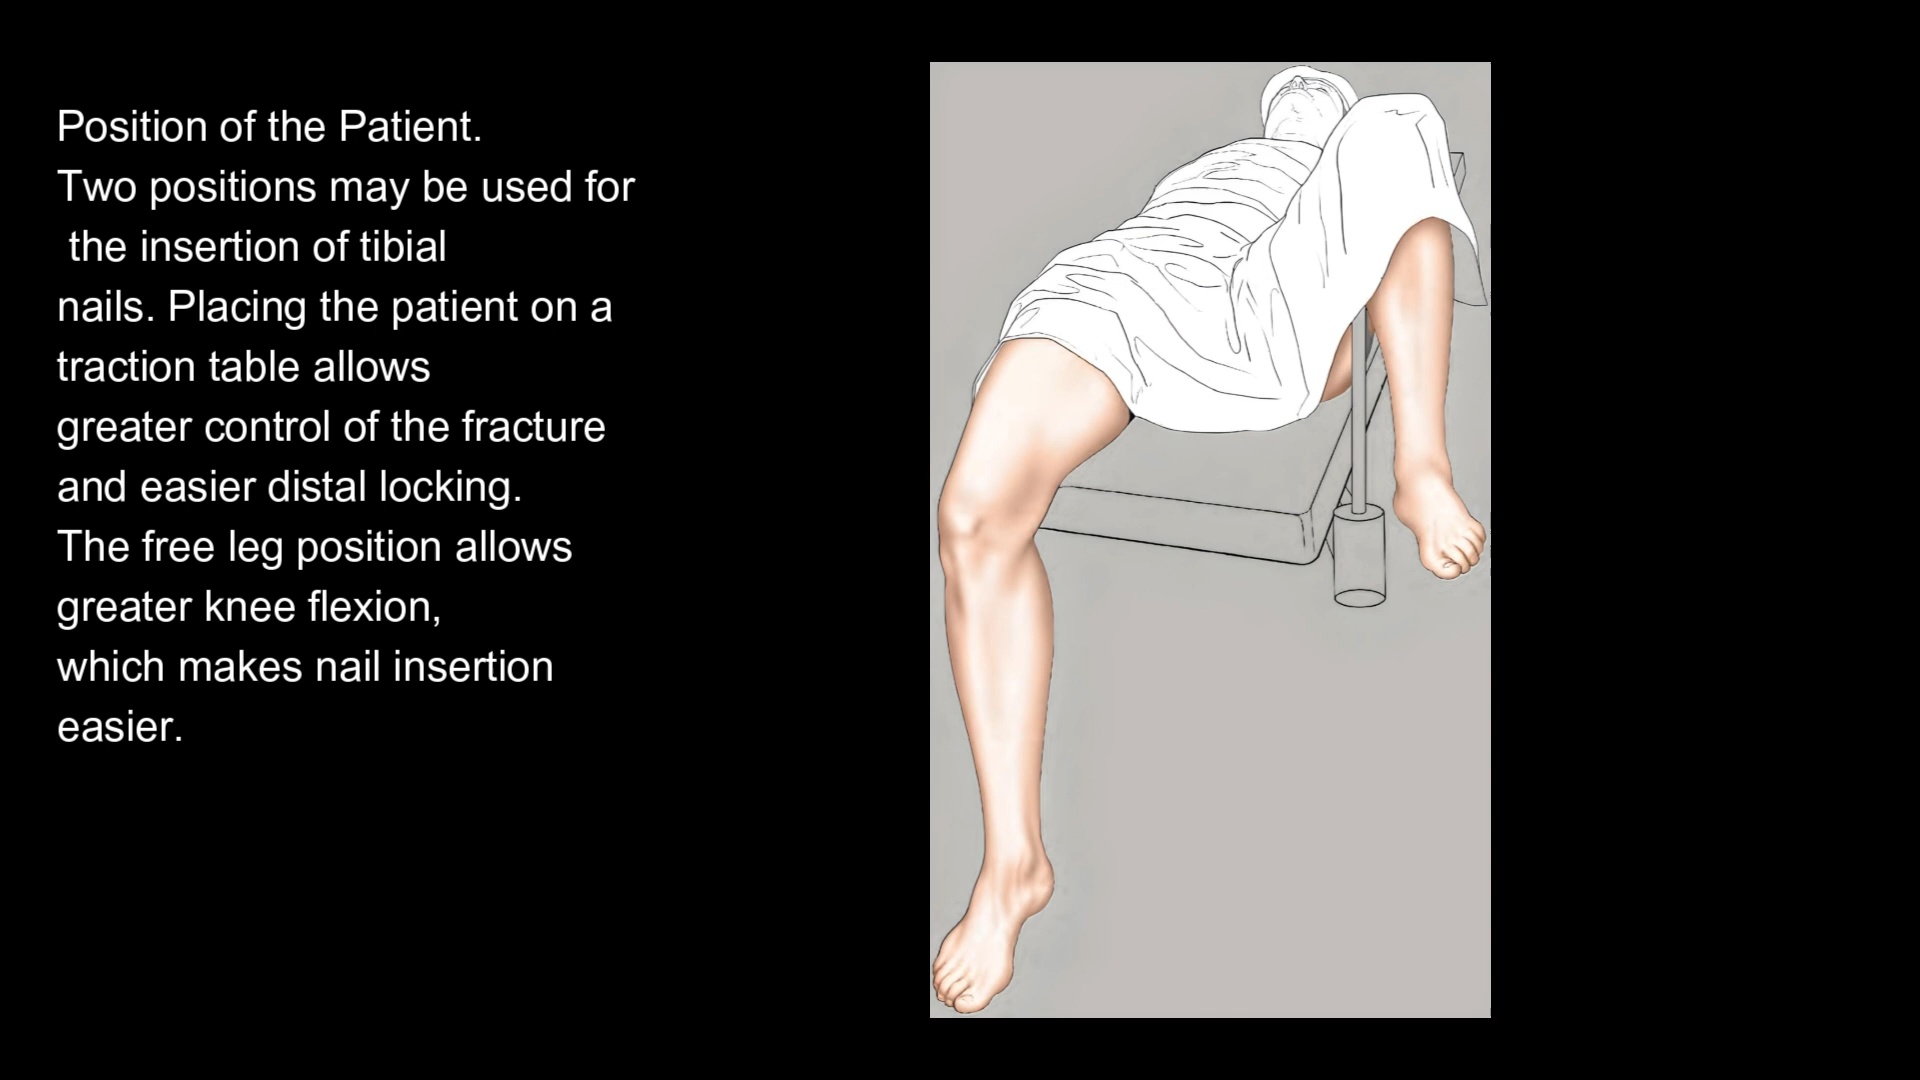 Position of the Patient.
Two positions may be used for
the insertion of tibial
nails. Placing the patient on a
traction table allows
greater control of the fracture
and easier distal locking.
The free leg position allows
greater knee flexion,
which makes nail insertion
easier.